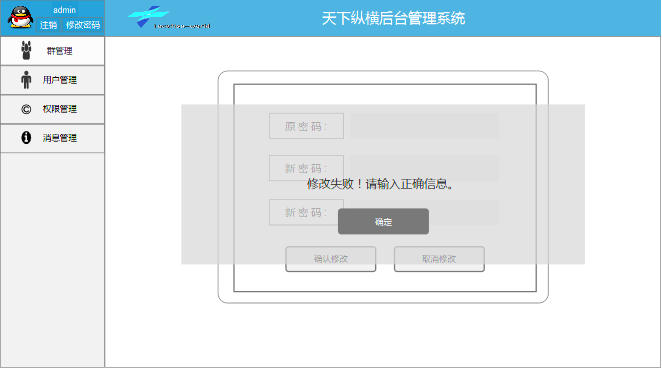 admin
注销 修改密码
天下纵横后台管理系统
群管理
用户管理
权限管理
消息管理
原 密 码：
新 密 码：
修改失败！请输入正确信息。
新 密 码：
确定
确认修改
取消修改